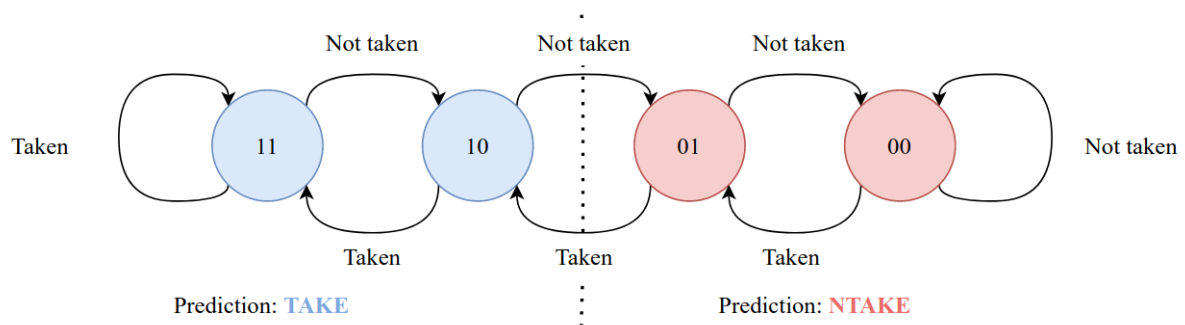 Not taken
Not taken
Not taken
Taken
11
10
01
00
Not taken
Taken
Taken
Taken
Prediction: TAKE
Prediction: NTAKE